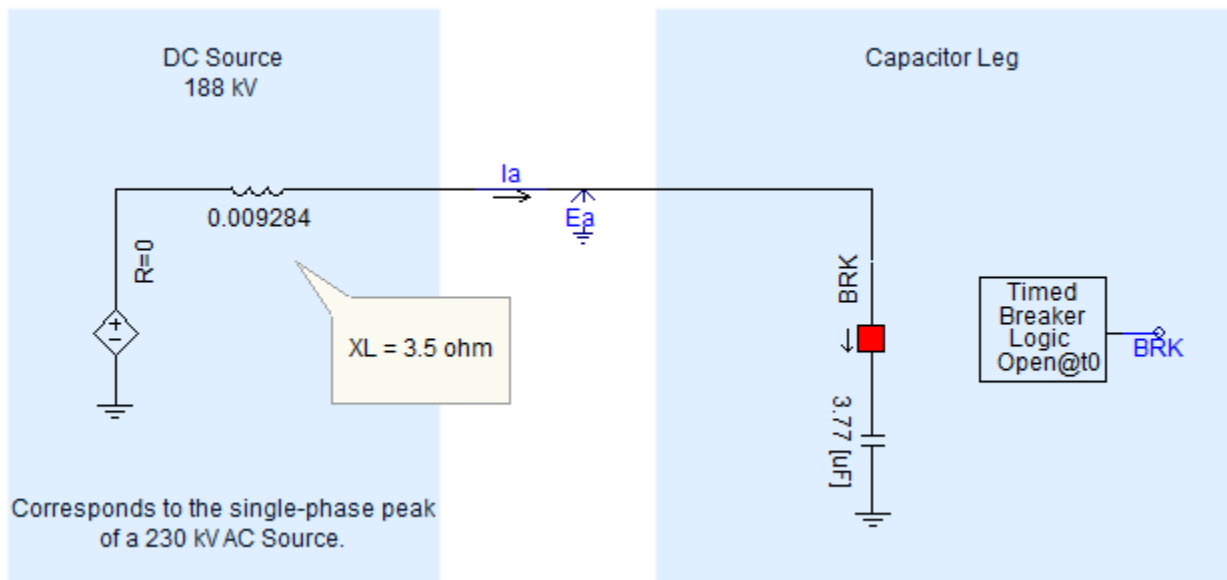 DC Source
188 kV
Capacitor Leg
Ia
0.009284
Ea
R=0
+
-
XL = 3.5 ohm
BRK
Timed
Breaker
Logic
Open@t0
BRK
3.77 [uF]
Corresponds to the single-phase peak
of a 230 kV AC Source.